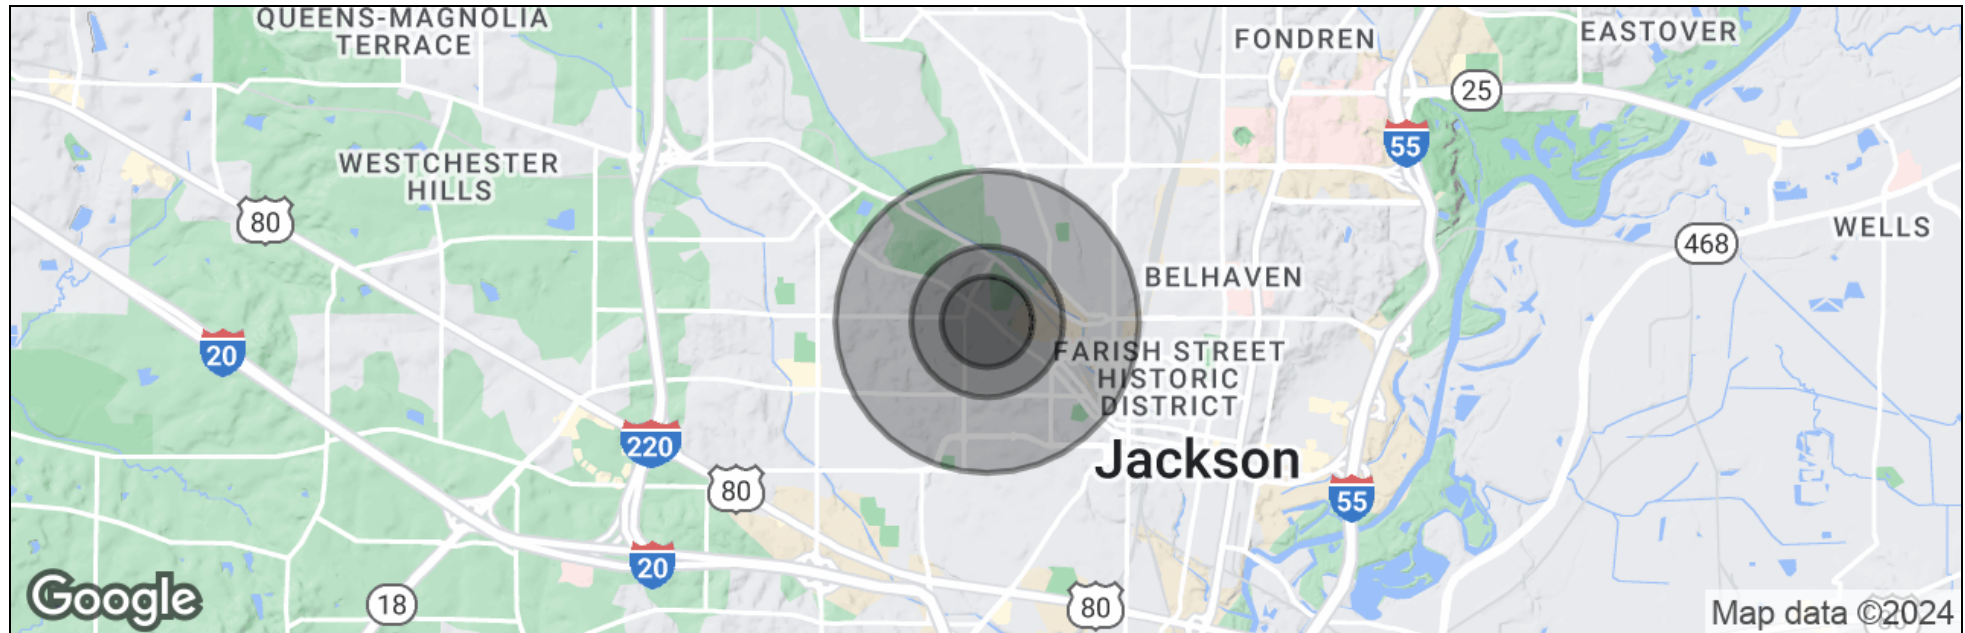 QUEENS-MAGNOLIA
TERRACE
FONDREN
EASTOVER
25
55
WESTCHESTER
HILLS
80
468
WELLS
BELHAVEN
20
FARISH STREET
HISTORIC
DISTRICT
220
Jackson
80
55
20
18
80
Google
Map data ©2024